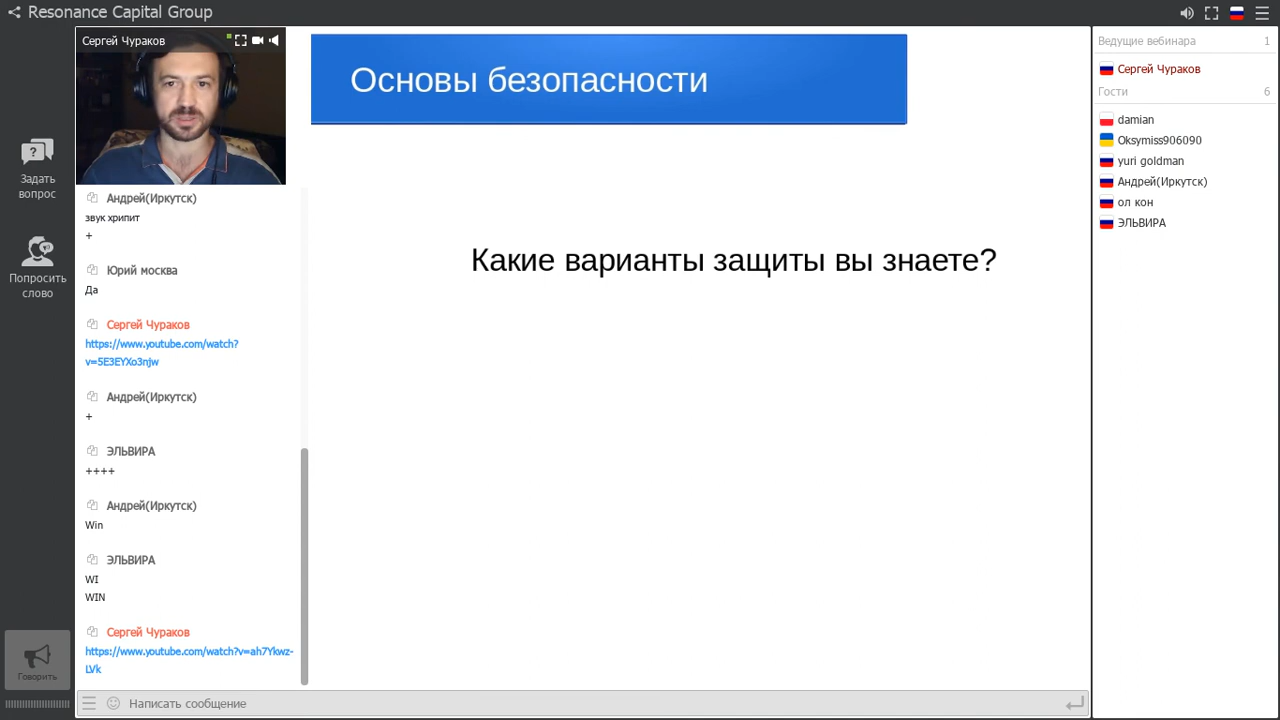 Resonance Capital Group
Сергей Чураков
Основы безопасности
Какие варианты защиты вы знаете?
Задать
вопрос
Попросить
слово
Говорить
Андрей(Иркутск)
звук хрипит
+
Юрий москва
Да
Сергей Чураков
https://www.youtube.com/watch?
v=5E3EYXo3njw
Андрей(Иркутск)
+
ЭЛЬВИРА
++++
Андрей(Иркутск)
Win
ЭЛЬВИРА
WI
WIN
Сергей Чураков
https://www.youtube.com/watch?v=ah7Ykwz-
LVk
Написать сообщение
Ведущие вебинара 1
Сергей Чураков
Гости 6
damian
Oksymiss906090
yuri goldman
Андрей(Иркутск)
ол кон
ЭЛЬВИРА